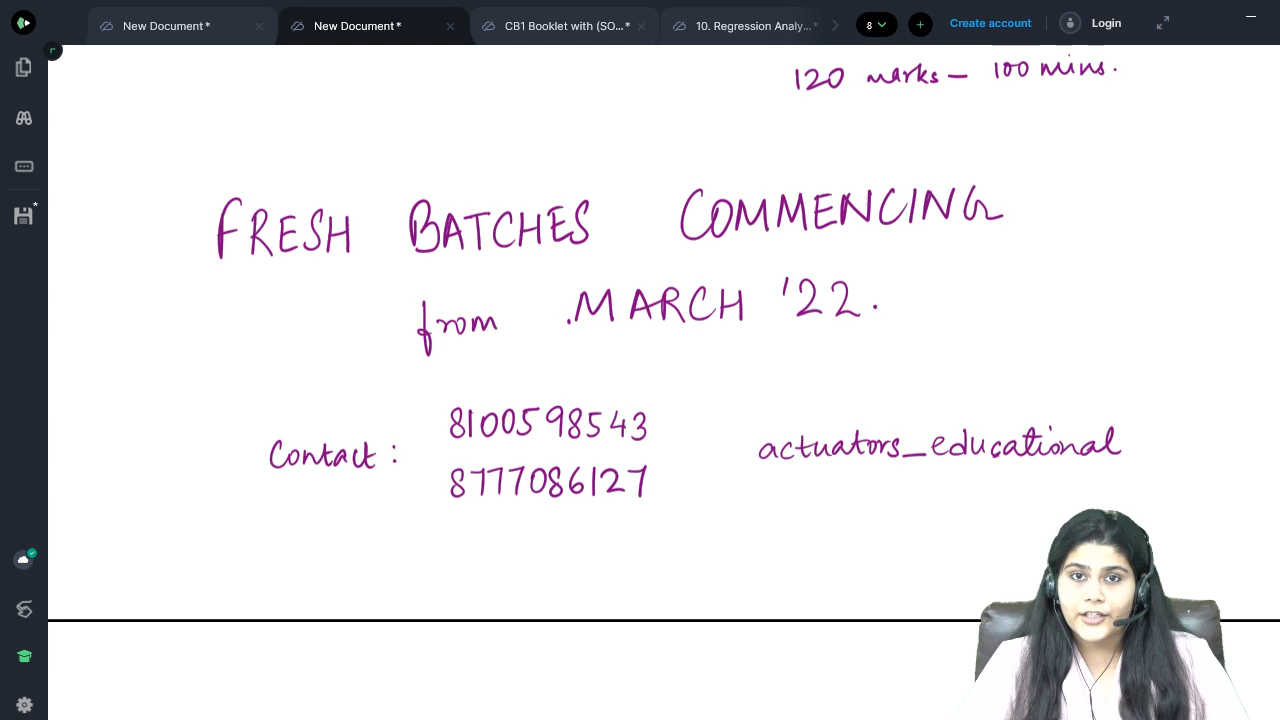 New Document*
New Document*
CB1 Booklet with (SO...*
10. Regression Analy...*
8
Create account
Login
120 marks – 100 mins.
FRESH BATCHES COMMENCING
from .MARCH '22.
Contact :
8100598543
8777086127
actuators_educational